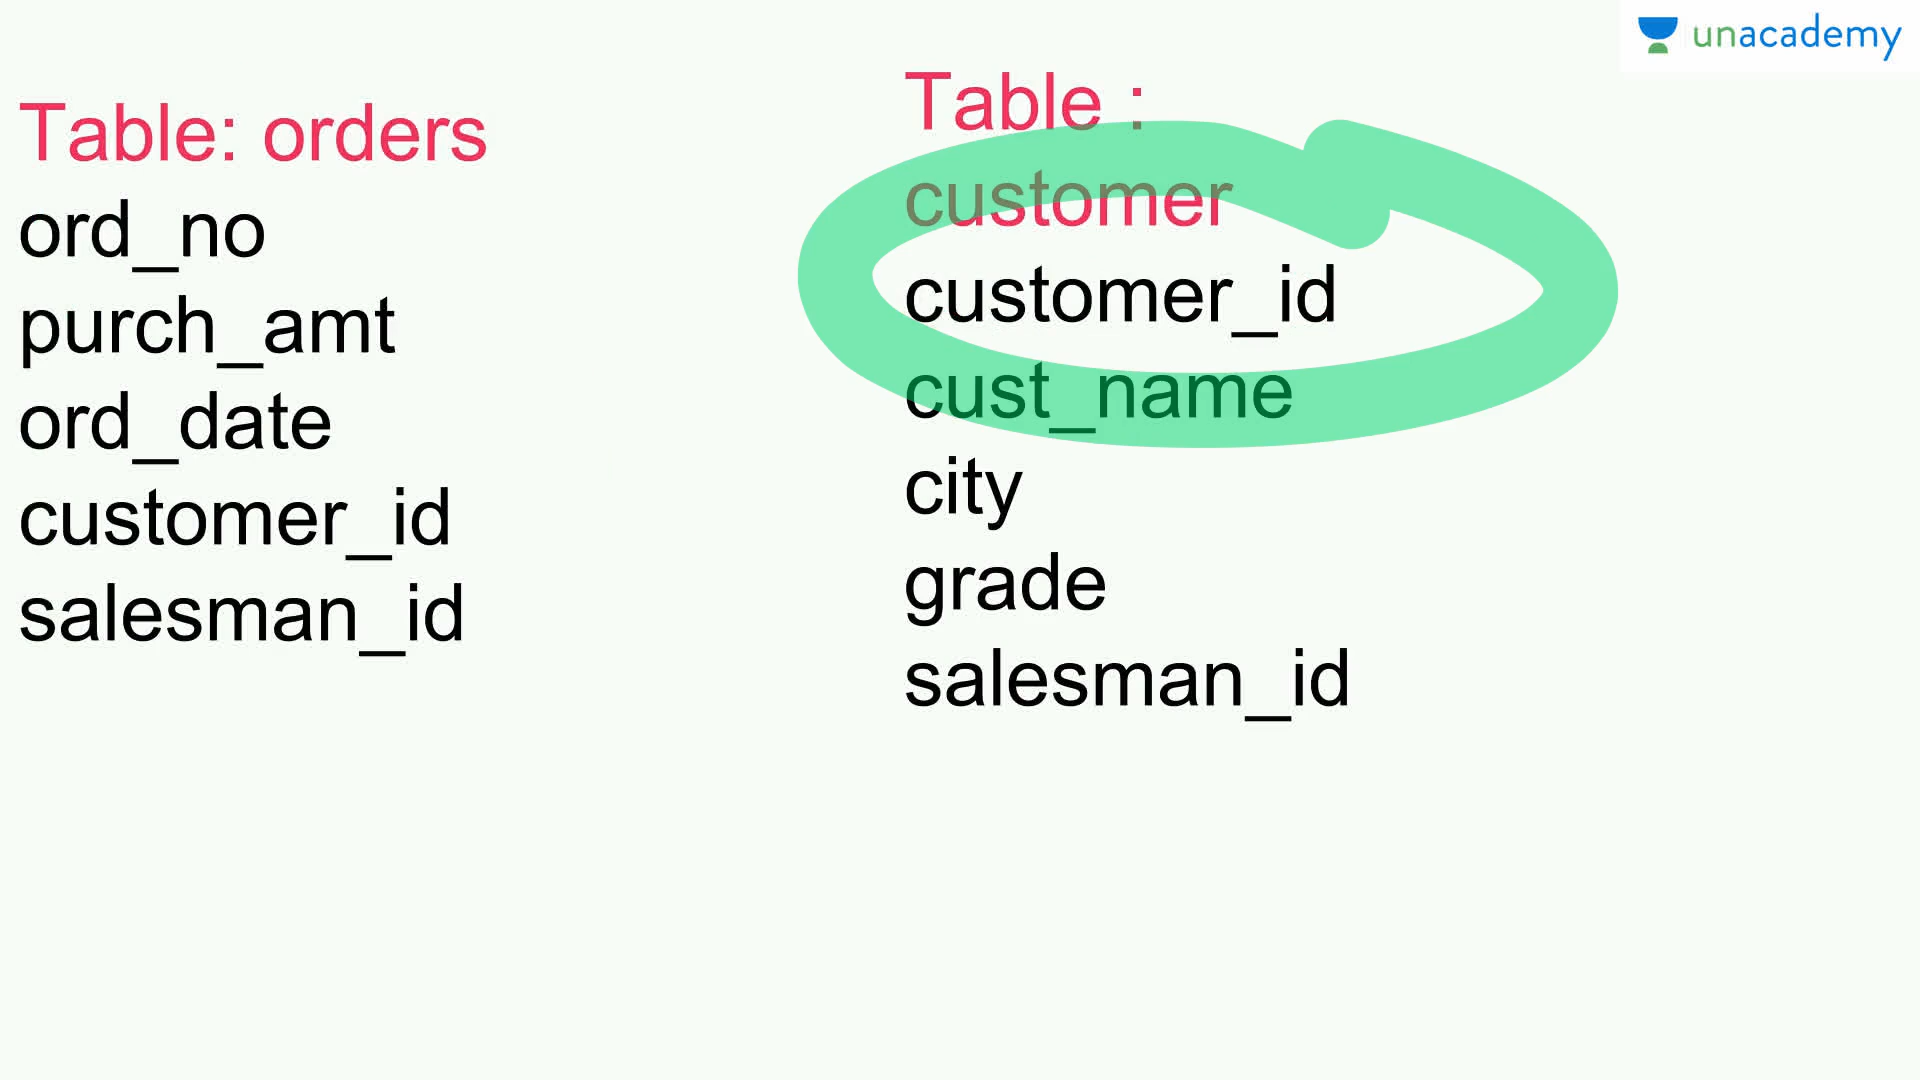 unacademy
Table: orders
ord_no
purch_amt
ord_date
customer_id
salesman_id
Table :
customer
customer_id
cust_name
city
grade
salesman_id